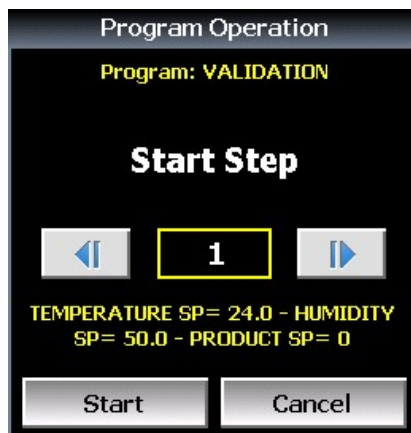 Program Operation
Program: VALIDATION
Start Step
1
TEMPERATURE SP= 24.0 - HUMIDITY
SP= 50.0 - PRODUCT SP= 0
Start
Cancel